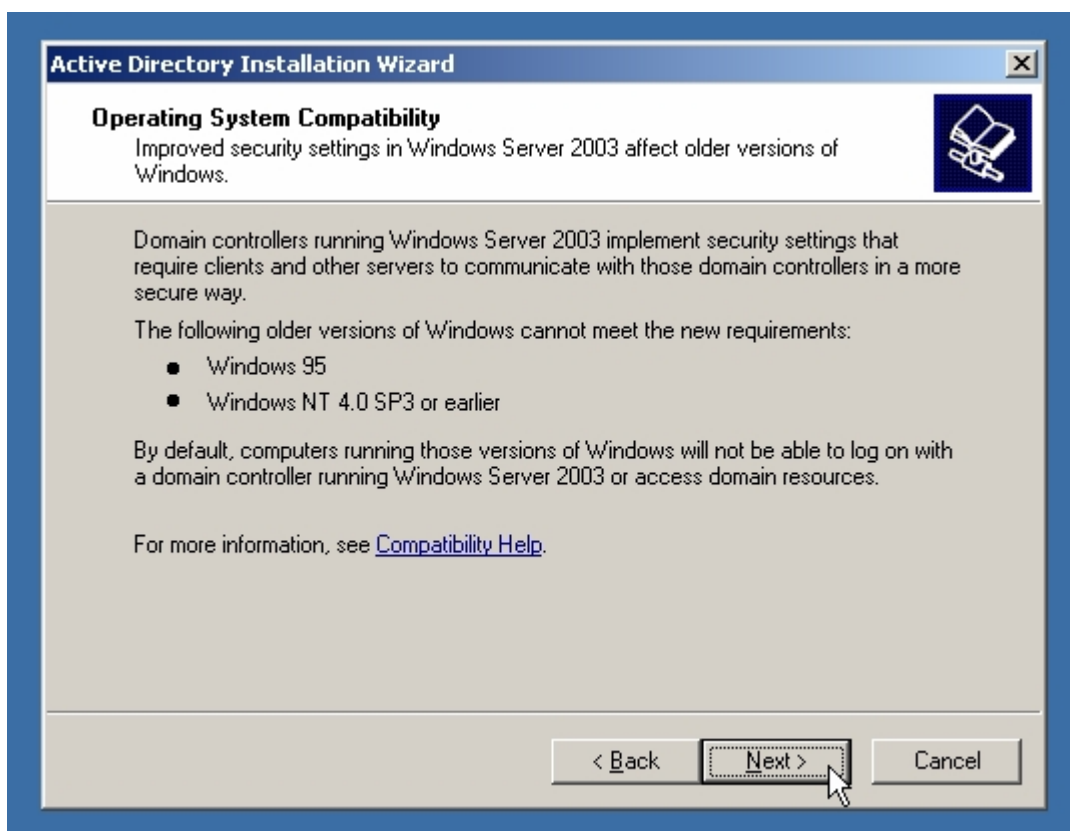 Active Directory Installation Wizard
Operating System Compatibility
Improved security settings in Windows Server 2003 affect older versions of
Windows.
Domain controllers running Windows Server 2003 implement security settings that
require clients and other servers to communicate with those domain controllers in a more
secure way.
The following older versions of Windows cannot meet the new requirements:
● Windows 95
● Windows NT 4.0 SP3 or earlier
By default, computers running those versions of Windows will not be able to log on with
a domain controller running Windows Server 2003 or access domain resources.
For more information, see Compatibility Help.
< Back Next > Cancel